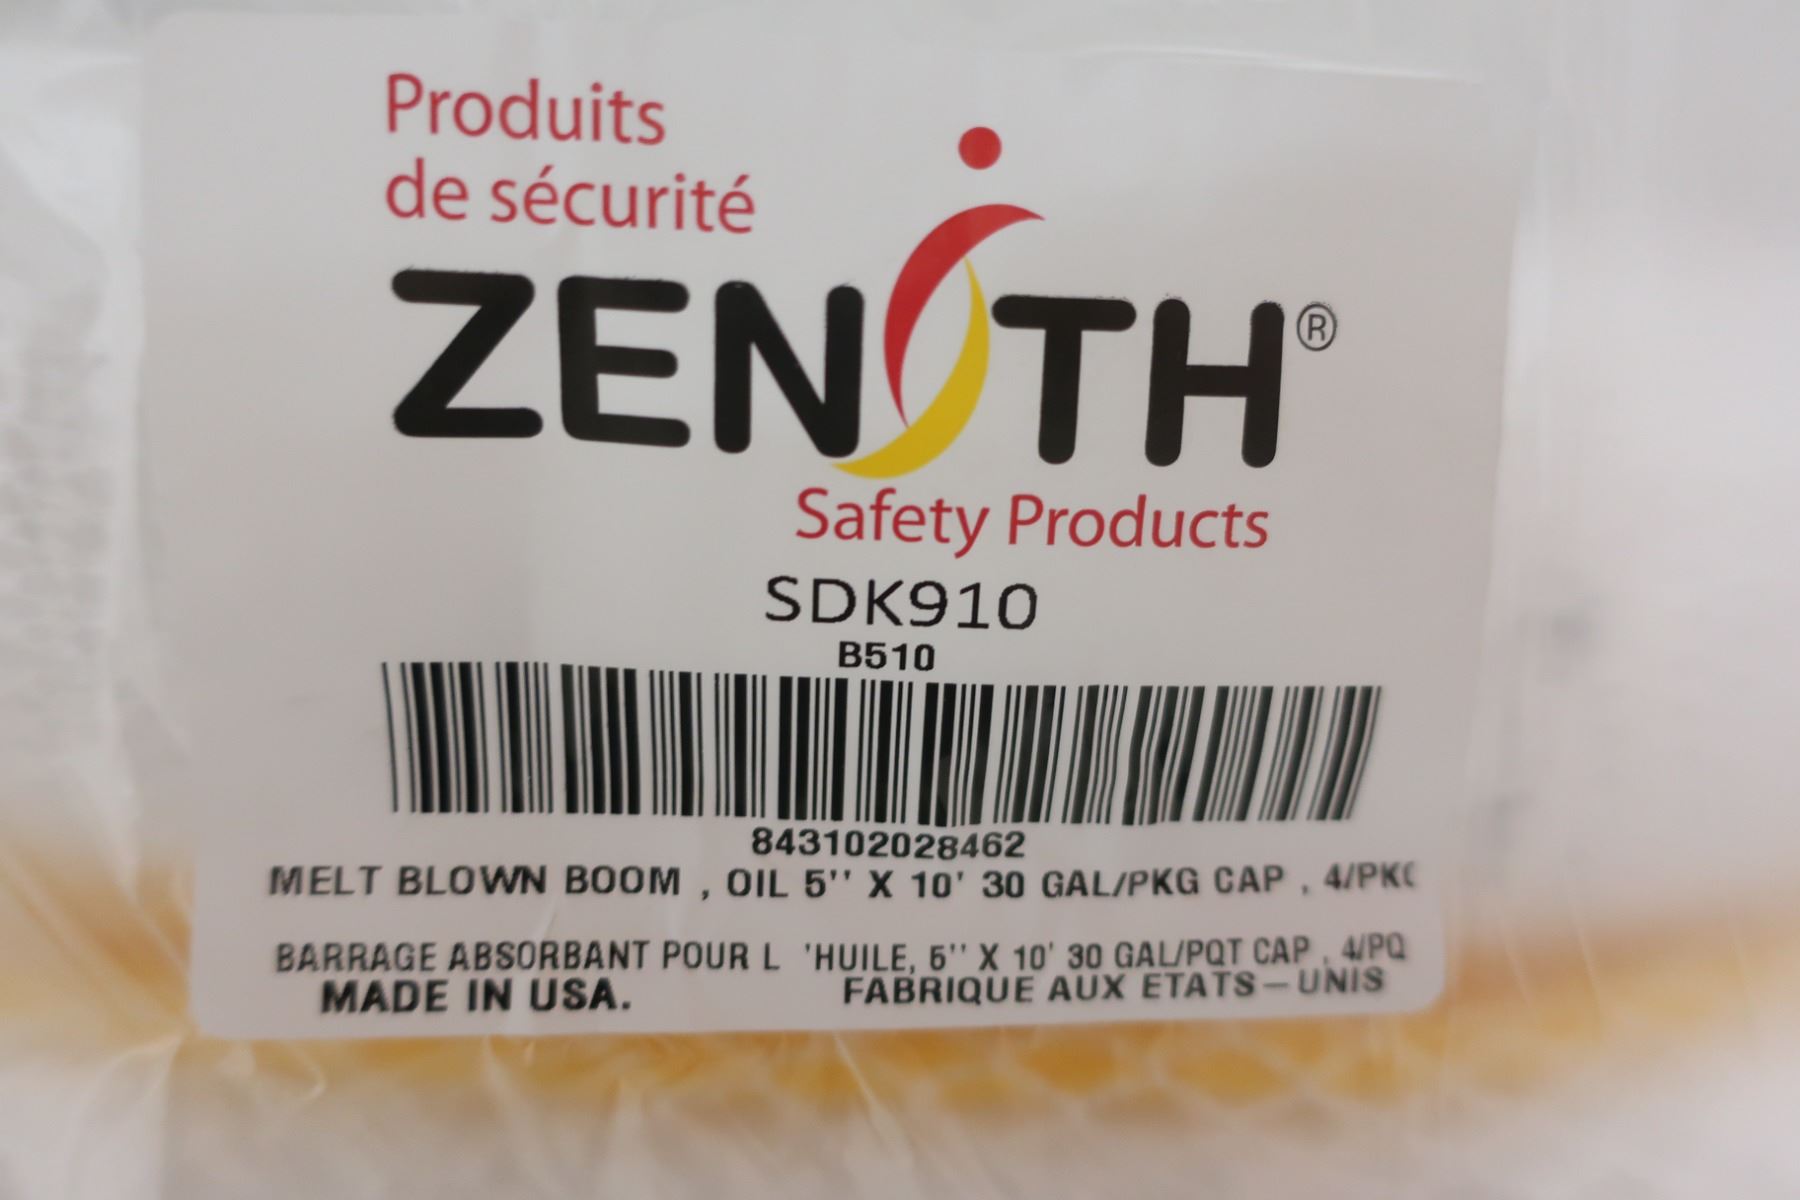 Produits
de sécurité
ZENITH®
Safety Products
SDK910
B510
843102028462
MELT BLOWN BOOM , OIL 5'' X 10' 30 GAL/PKG CAP , 4/PKG
BARRAGE ABSORBANT POUR L 'HUILE, 5'' X 10' 30 GAL/PQT CAP , 4/PQ
MADE IN USA. FABRIQUE AUX ETATS-UNIS